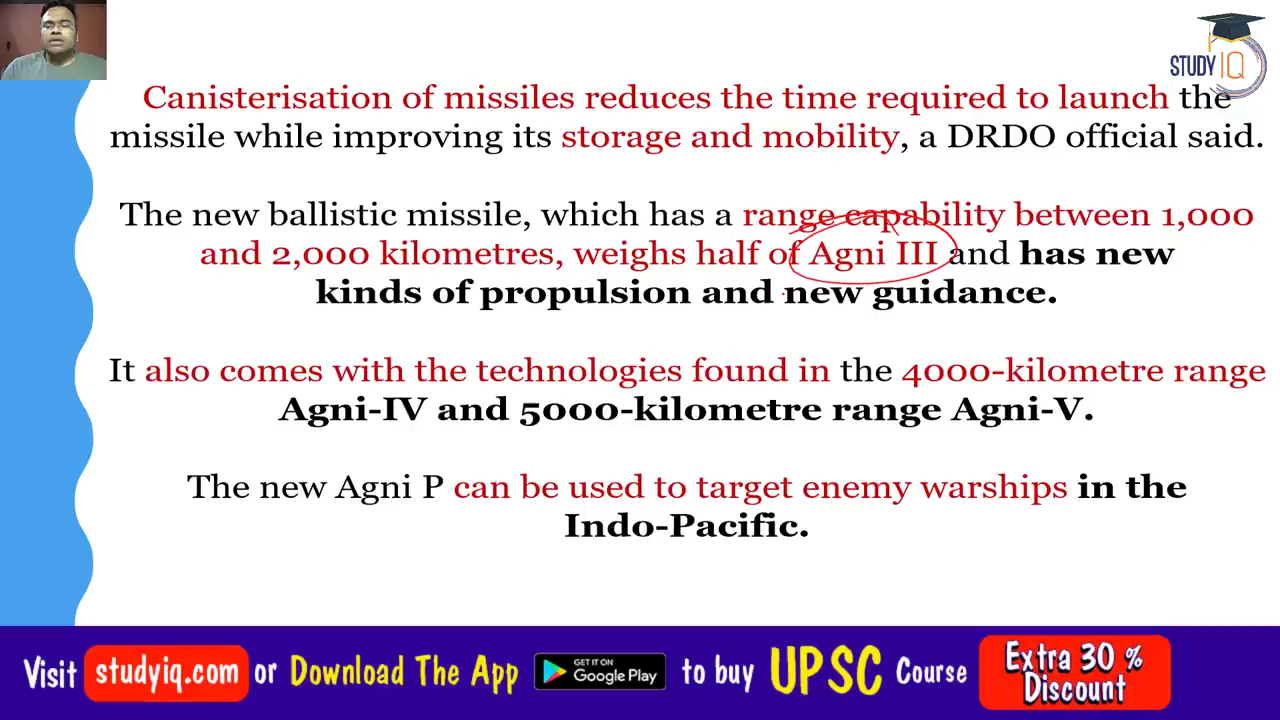 STUDY IQ
Canisterisation of missiles reduces the time required to launch the
missile while improving its storage and mobility, a DRDO official said.
The new ballistic missile, which has a range capability between 1,000
and 2,000 kilometres, weighs half of Agni III and has new
kinds of propulsion and new guidance.
It also comes with the technologies found in the 4000-kilometre range
Agni-IV and 5000-kilometre range Agni-V.
The new Agni P can be used to target enemy warships in the
Indo-Pacific.
Visit studyiq.com or Download The App GET IT ON Google Play to buy UPSC Course Extra 30 % Discount